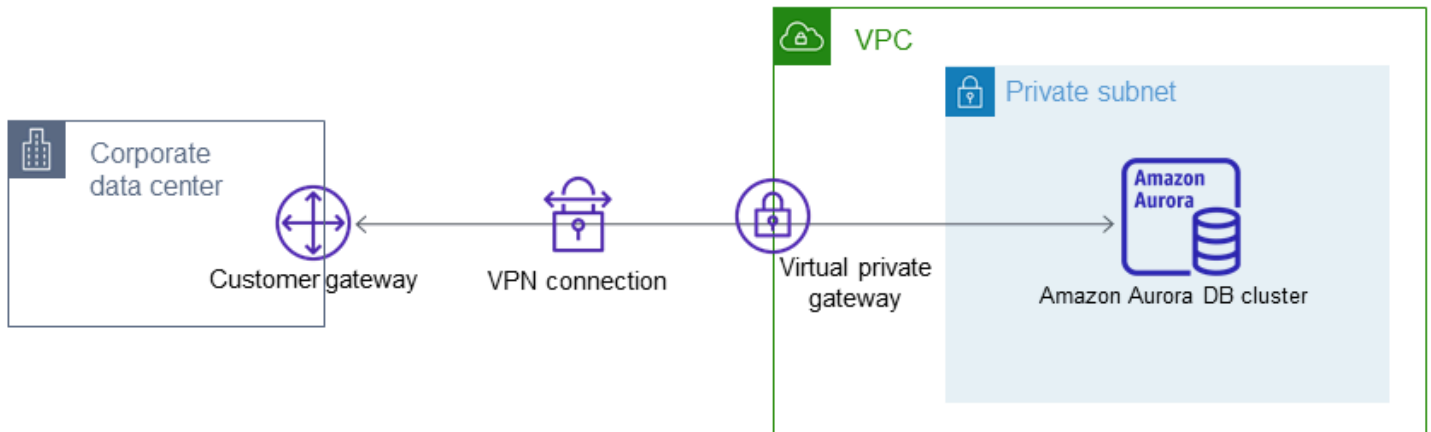 VPC
Private subnet
Corporate
data center
Amazon
Aurora
Customer gateway
VPN connection
Virtual private
gateway
Amazon Aurora DB cluster